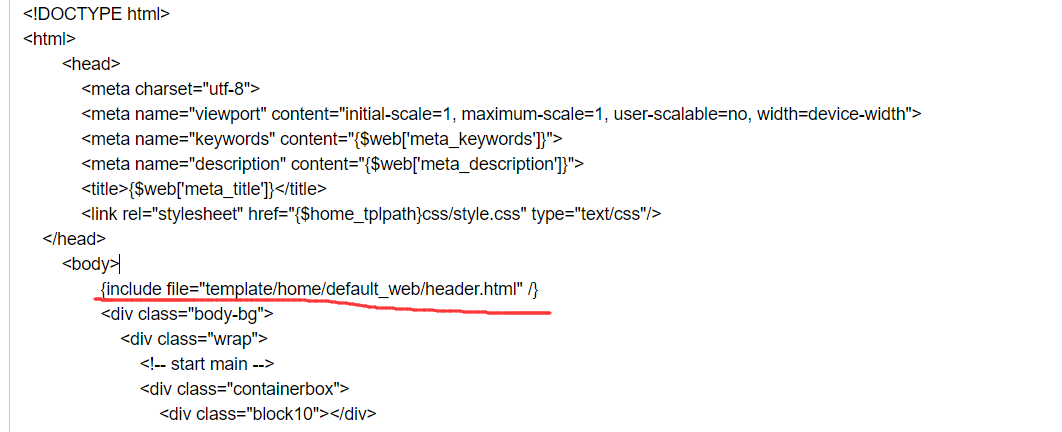 <!DOCTYPE html>
<html>
<head>
<meta charset="utf-8">
<meta name="viewport" content="initial-scale=1, maximum-scale=1, user-scalable=no, width=device-width">
<meta name="keywords" content="{$web['meta_keywords']}">
<meta name="description" content="{$web['meta_description']}">
<title>{$web['meta_title']}</title>
<link rel="stylesheet" href="{$home_tplpath}css/style.css" type="text/css"/>
</head>
<body>
{include file="template/home/default_web/header.html" /}
<div class="body-bg">
<div class="wrap">
<!-- start main -->
<div class="containerbox">
<div class="block10"></div>